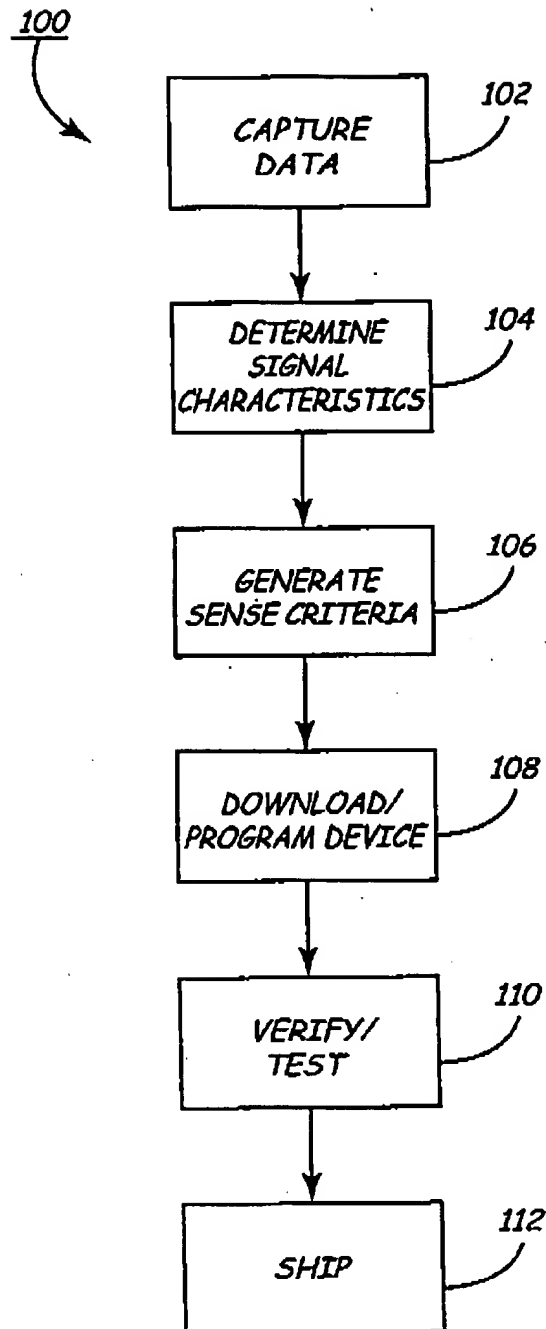 100
102
CAPTURE
DATA
104
DETERMINE
SIGNAL
CHARACTERISTICS
106
GENERATE
SENSE CRITERIA
108
DOWNLOAD/
PROGRAM DEVICE
110
VERIFY/
TEST
112
SHIP